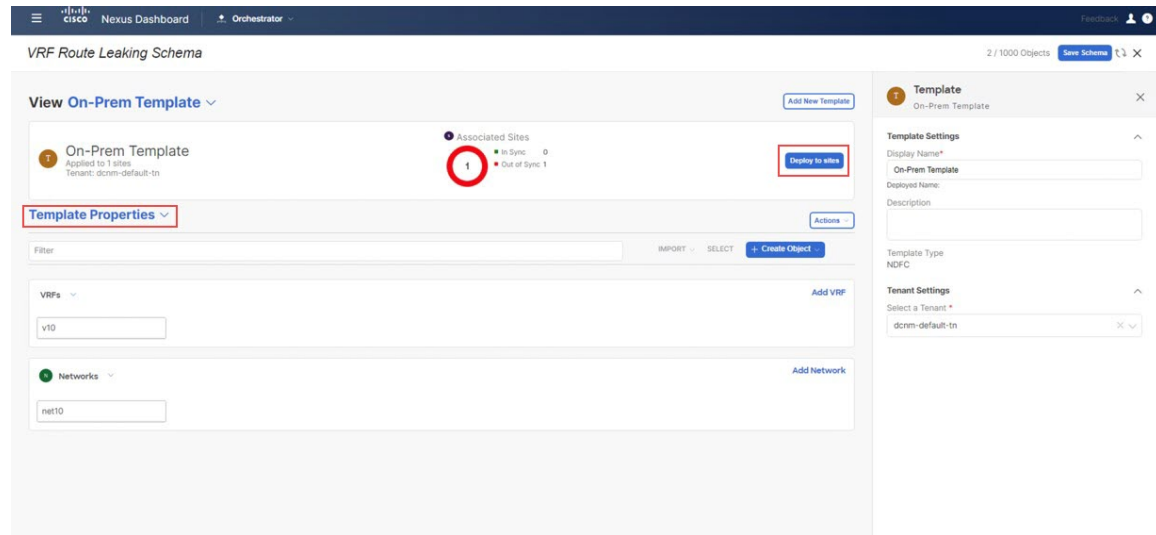 cisco Nexus Dashboard Orchestrator
Feedback
VRF Route Leaking Schema
2 / 1000 Objects Save Schema
View On-Prem Template
Add New Template
T
On-Prem Template
Applied to 1 sites
Tenant: dcnm-default-tn
Associated Sites
1
In Sync 0
Out of Sync 1
Deploy to sites
Template Properties
Actions
Filter
IMPORT SELECT + Create Object
VRFs
Add VRF
v10
N Networks
Add Network
net10
T
Template
On-Prem Template
Template Settings
Display Name*
On-Prem Template
Deployed Name:
Description
Template Type
NDFC
Tenant Settings
Select a Tenant *
dcnm-default-tn